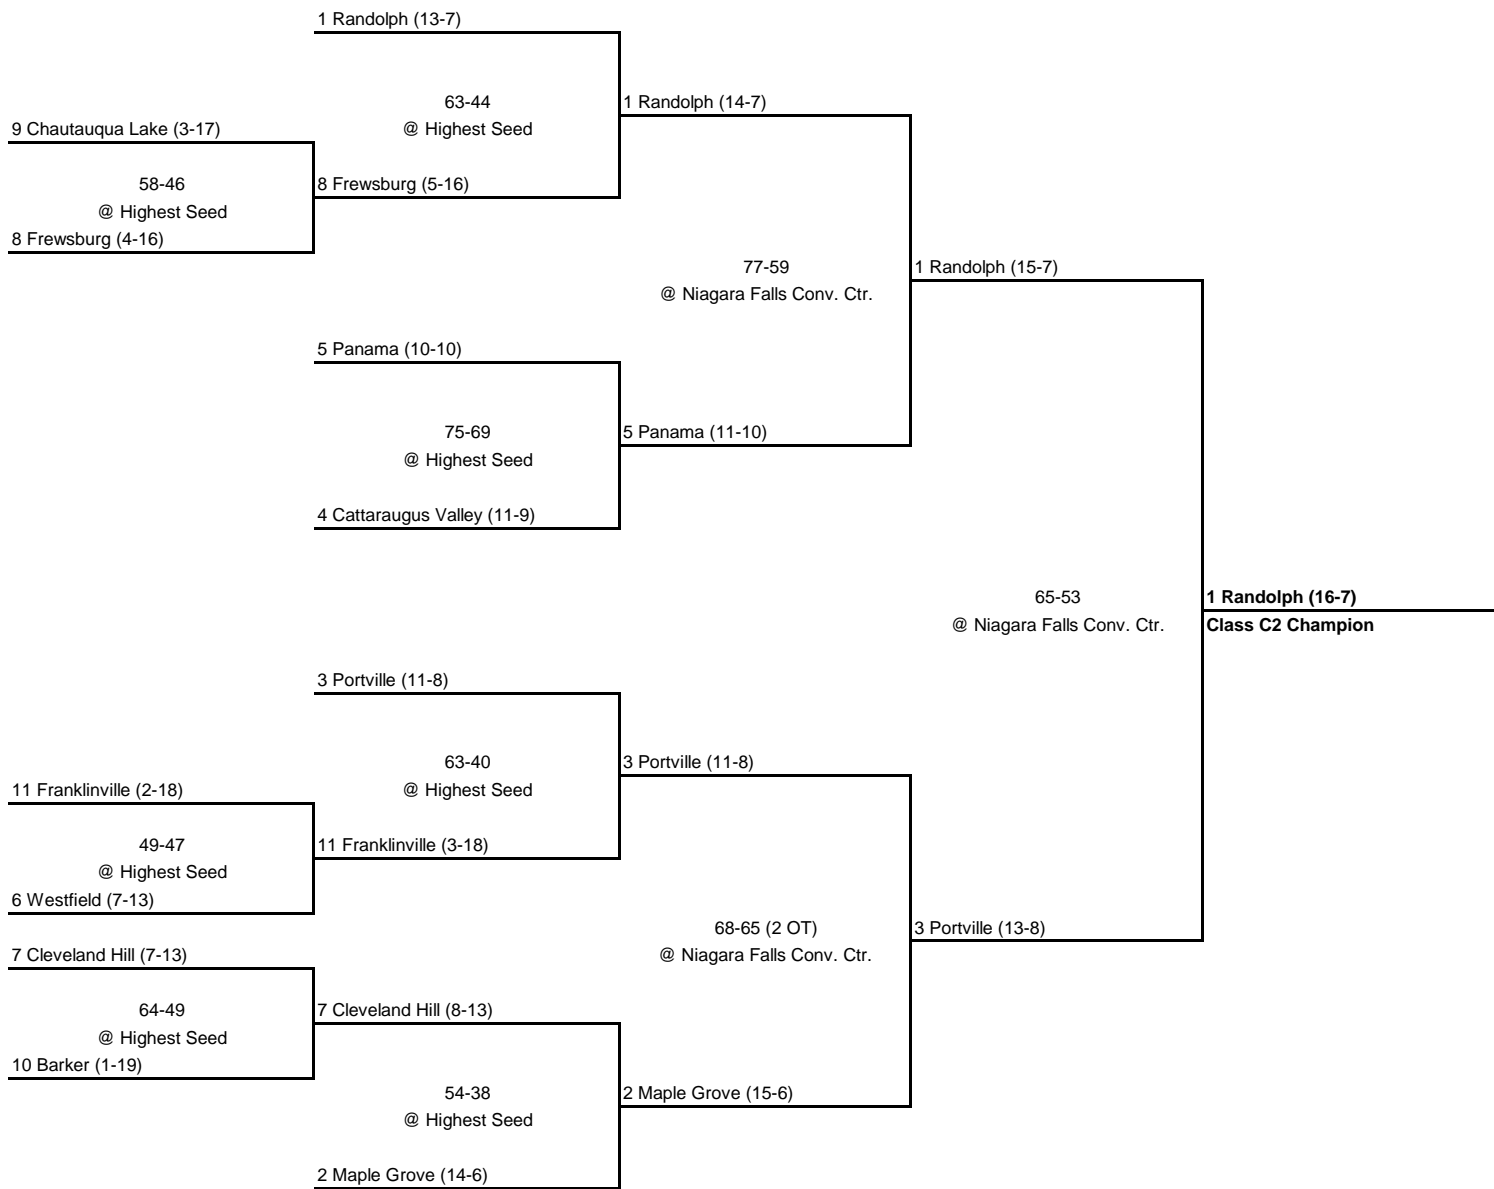 1 Randolph (13-7)
63-44
@ Highest Seed
1 Randolph (14-7)
9 Chautauqua Lake (3-17)
58-46
@ Highest Seed
8 Frewsburg (5-16)
8 Frewsburg (4-16)
77-59
@ Niagara Falls Conv. Ctr.
1 Randolph (15-7)
5 Panama (10-10)
75-69
@ Highest Seed
5 Panama (11-10)
4 Cattaraugus Valley (11-9)
65-53
@ Niagara Falls Conv. Ctr.
1 Randolph (16-7)
Class C2 Champion
3 Portville (11-8)
63-40
@ Highest Seed
3 Portville (11-8)
11 Franklinville (2-18)
49-47
@ Highest Seed
11 Franklinville (3-18)
6 Westfield (7-13)
68-65 (2 OT)
@ Niagara Falls Conv. Ctr.
3 Portville (13-8)
7 Cleveland Hill (7-13)
64-49
@ Highest Seed
7 Cleveland Hill (8-13)
10 Barker (1-19)
54-38
@ Highest Seed
2 Maple Grove (15-6)
2 Maple Grove (14-6)